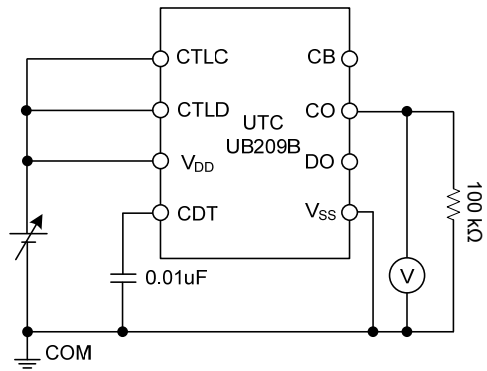 CTLC
CB
CTLD
CO
UTC
UB209B
VDD
DO
CDT
VSS
100 kΩ
0.01uF
V
COM